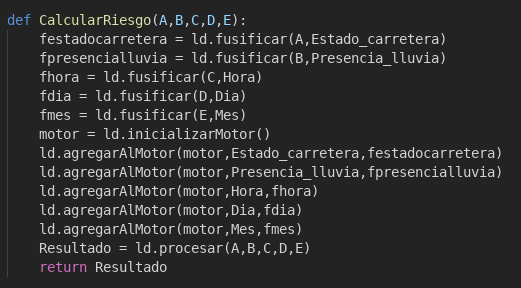 def CalcularRiesgo(A,B,C,D,E):
    festadocarretera = ld.fusificar(A,Estado_carretera)
    fpresencialluvia = ld.fusificar(B,Presencia_lluvia)
    fhora = ld.fusificar(C,Hora)
    fdia = ld.fusificar(D,Dia)
    fmes = ld.fusificar(E,Mes)
    motor = ld.inicializarMotor()
    ld.agregarAlMotor(motor,Estado_carretera,festadocarretera)
    ld.agregarAlMotor(motor,Presencia_lluvia,fpresencialluvia)
    ld.agregarAlMotor(motor,Hora,fhora)
    ld.agregarAlMotor(motor,Dia,fdia)
    ld.agregarAlMotor(motor,Mes,fmes)
    Resultado = ld.procesar(A,B,C,D,E)
    return Resultado